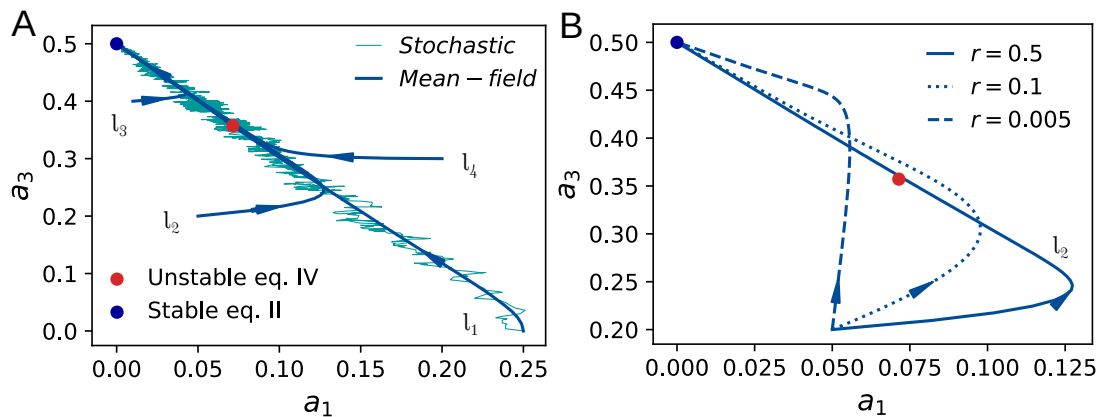 A
0.5
0.4
0.3
0.2
0.1
0.0
a₃
Stochastic
Mean − field
l₃
l₄
l₂
l₁
Unstable eq. IV
Stable eq. II
0.00 0.05 0.10 0.15 0.20 0.25
a₁
B
0.50
0.45
0.40
0.35
0.30
0.25
0.20
a₃
r = 0.5
r = 0.1
r = 0.005
l₂
0.000 0.025 0.050 0.075 0.100 0.125
a₁